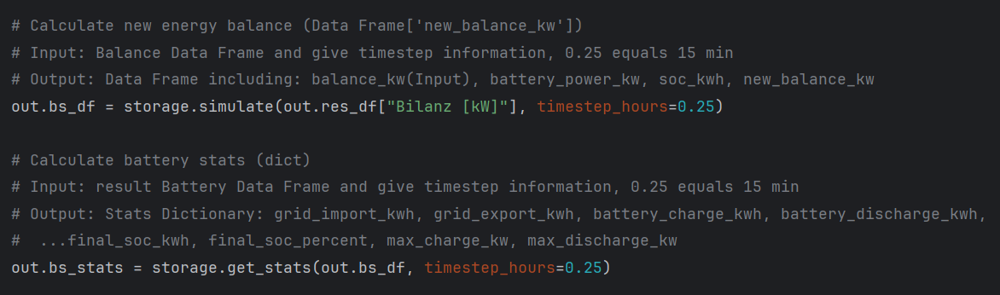 # Calculate new energy balance (Data Frame['new_balance_kw'])
# Input: Balance Data Frame and give timestep information, 0.25 equals 15 min
# Output: Data Frame including: balance_kw(Input), battery_power_kw, soc_kwh, new_balance_kw
out.bs_df = storage.simulate(out.res_df["Bilanz [kW]"], timestep_hours=0.25)
# Calculate battery stats (dict)
# Input: result Battery Data Frame and give timestep information, 0.25 equals 15 min
# Output: Stats Dictionary: grid_import_kwh, grid_export_kwh, battery_charge_kwh, battery_discharge_kwh,
#  ...final_soc_kwh, final_soc_percent, max_charge_kw, max_discharge_kw
out.bs_stats = storage.get_stats(out.bs_df, timestep_hours=0.25)